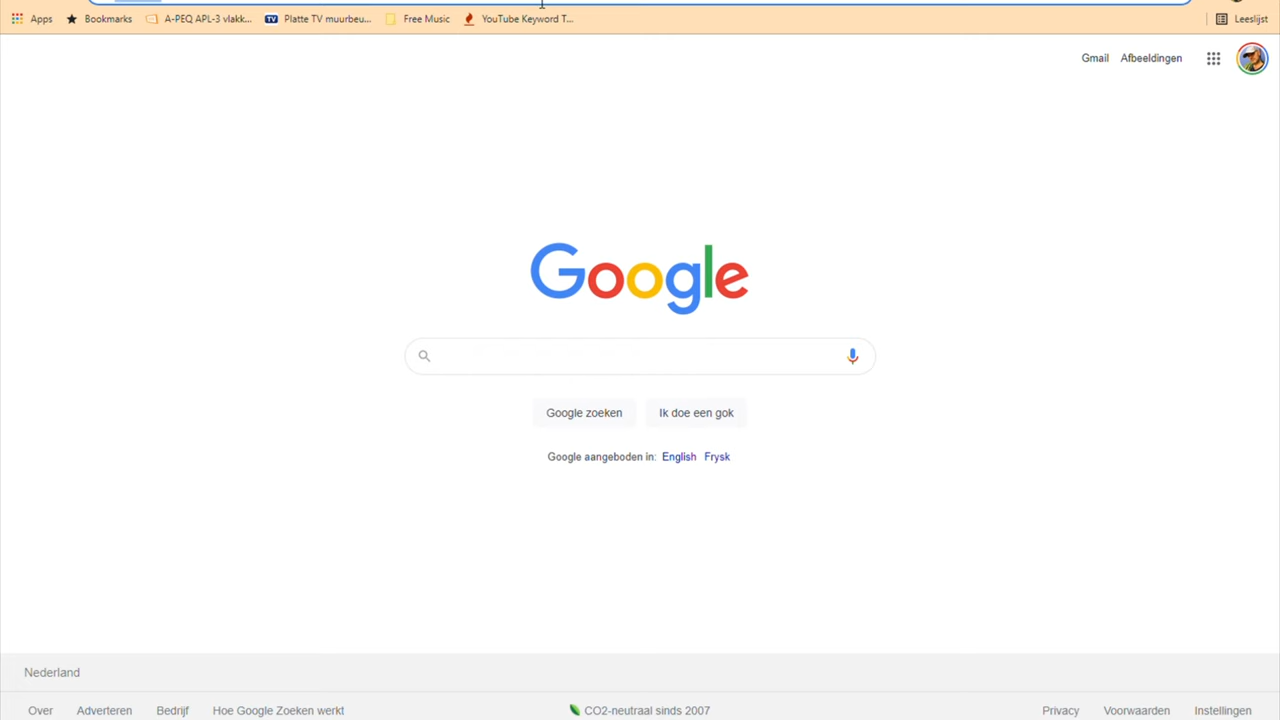 Apps Bookmarks A-PEQ APL-3 vlakk... TV Platte TV muurbeu... Free Music YouTube Keyword T... Leeslijst
Gmail Afbeeldingen
Google
Google zoeken Ik doe een gok
Google aangeboden in: English Frysk
Nederland
Over Adverteren Bedrijf Hoe Google Zoeken werkt CO2-neutraal sinds 2007 Privacy Voorwaarden Instellingen